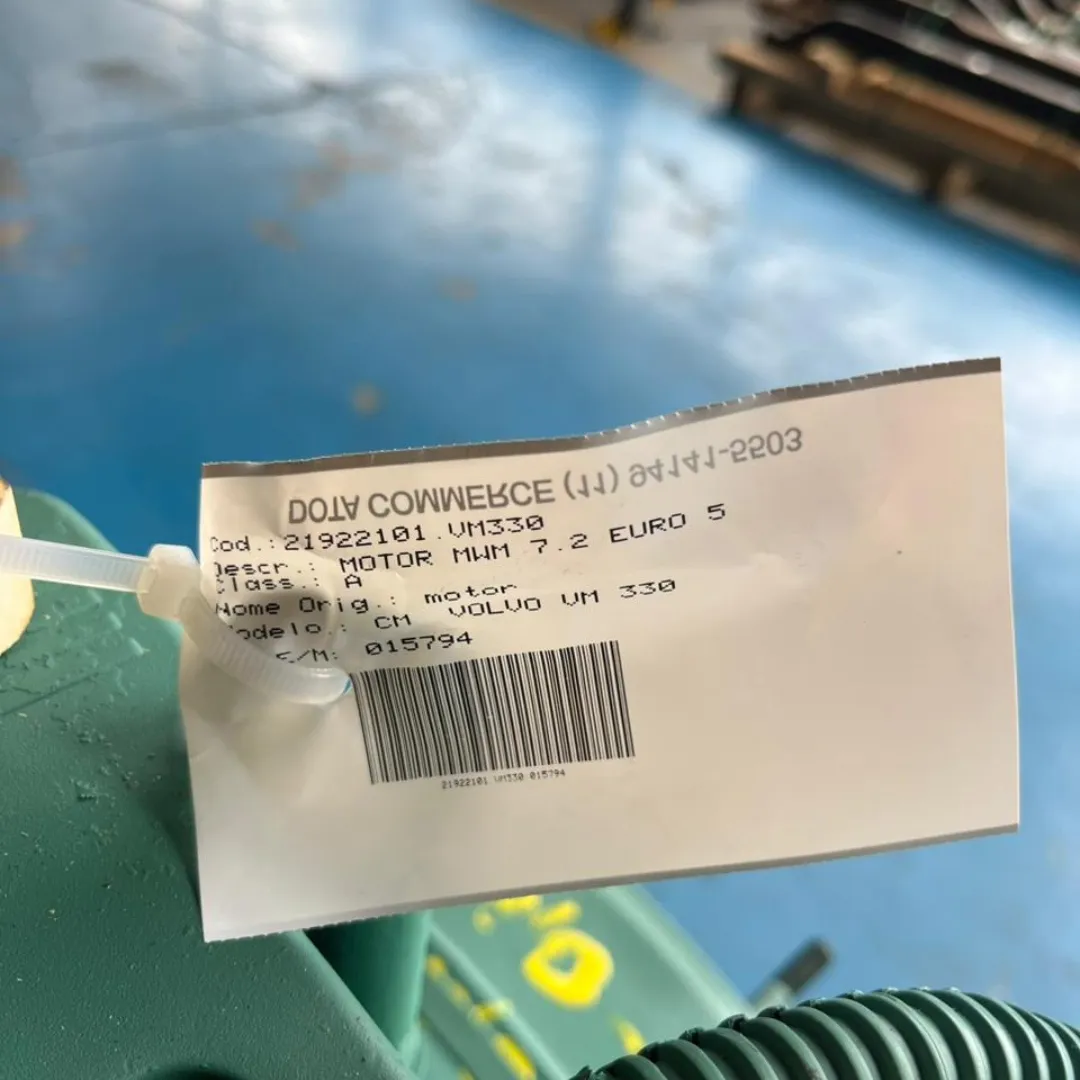 DOTA COMMERCE (11) 94141-5503
Cod.:21922101.VM330
Descr.: MOTOR MWM 7.2 EURO 5
Class.: A
Nome Orig.: motor
Modelo.: CM VOLVO VM 330
E/M: 015794
21922101 VM330 015794